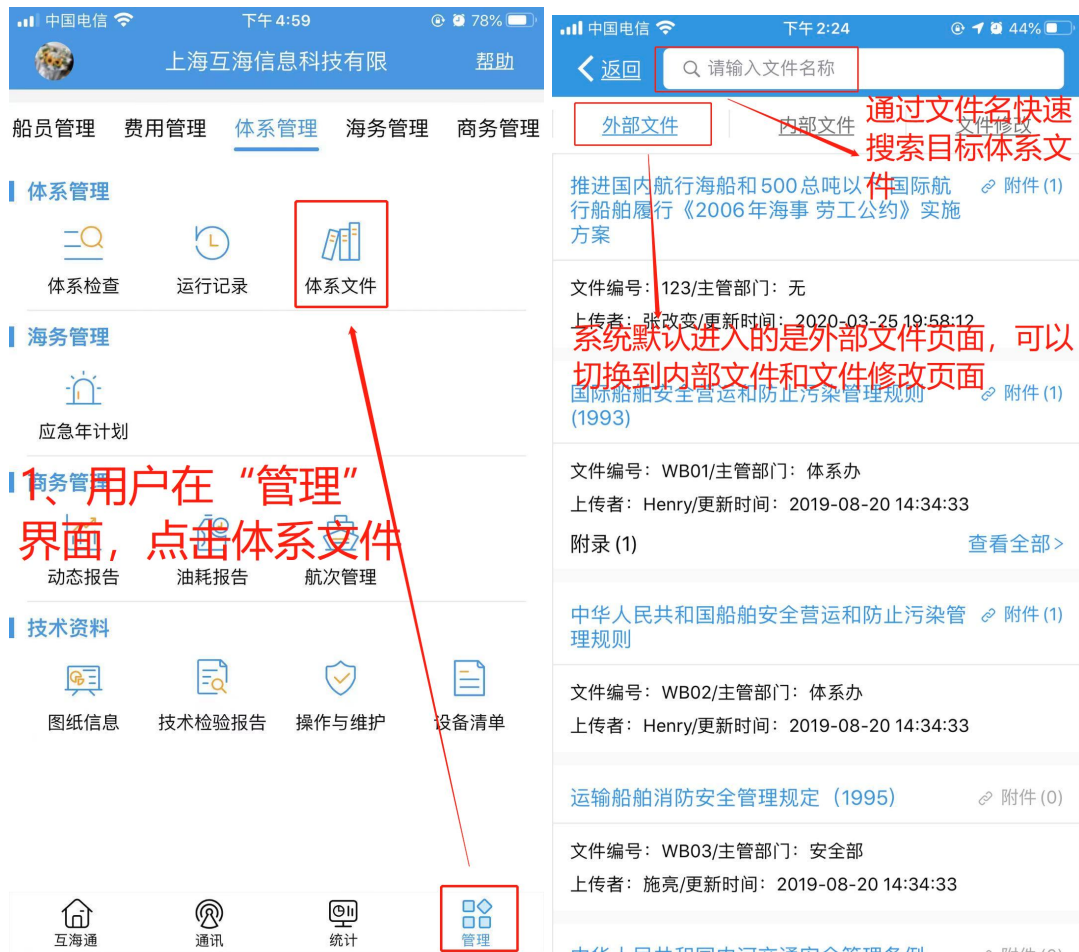 中国电信
下午 4:59
78%
上海互海信息科技有限
帮助
船员管理
费用管理
体系管理
海务管理
商务管理
体系管理
体系检查
运行记录
体系文件
海务管理
应急年计划
商务管理
1、用户在“管理”
界面，点击体系文件
动态报告
油耗报告
航次管理
技术资料
图纸信息
技术检验报告
操作与维护
设备清单
互海通
通讯
统计
管理
中国电信
下午 2:24
44%
返回
请输入文件名称
外部文件
内部文件
文件修改
通过文件名快速
搜索目标体系文
件
推进国内航行海船和500总吨以下国际航
行船舶履行《2006年海事 劳工公约》实施
方案
附件(1)
文件编号：123/主管部门：无
上传者：张改变/更新时间：2020-03-25 19:58:12
系统默认进入的是外部文件页面，可以
切换到内部文件和文件修改页面
国际船舶安全营运和防止污染管理规则
(1993)
附件(1)
文件编号：WB01/主管部门：体系办
上传者：Henry/更新时间：2019-08-20 14:34:33
附录(1)
查看全部>
中华人民共和国船舶安全营运和防止污染管
理规则
附件(1)
文件编号：WB02/主管部门：体系办
上传者：Henry/更新时间：2019-08-20 14:34:33
运输船舶消防安全管理规定（1995）
附件(0)
文件编号：WB03/主管部门：安全部
上传者：施亮/更新时间：2019-08-20 14:34:33
中华人民共和国内河交通安全管理条例